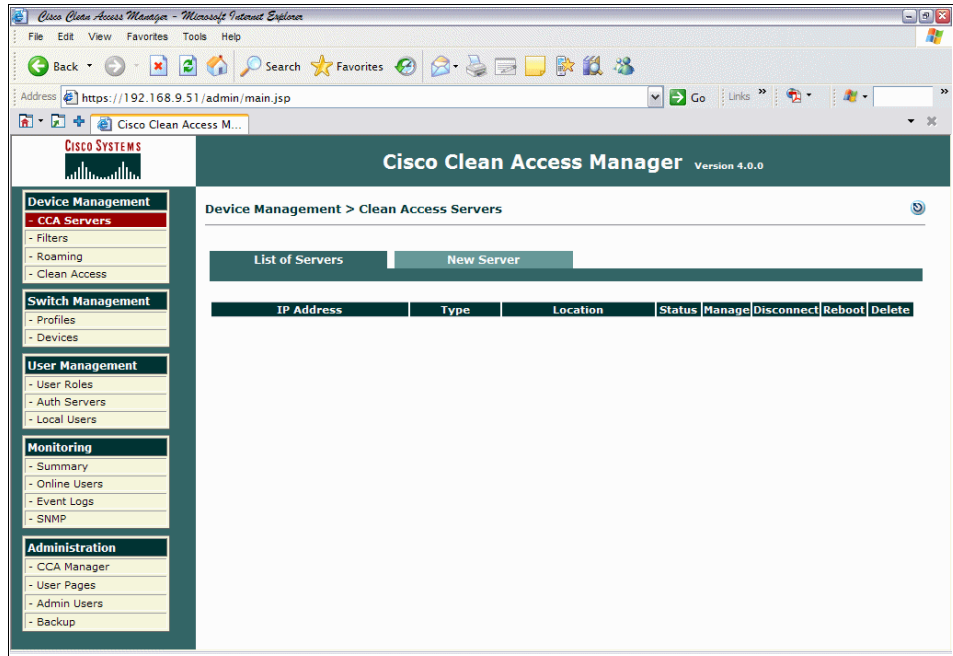 Cisco Clean Access Manager - Microsoft Internet Explorer
File Edit View Favorites Tools Help
Back Search Favorites
Address https://192.168.9.51/admin/main.jsp Go Links »
Cisco Clean Access M...
CISCO SYSTEMS
Cisco Clean Access Manager Version 4.0.0
Device Management
- CCA Servers
- Filters
- Roaming
- Clean Access
Switch Management
- Profiles
- Devices
User Management
- User Roles
- Auth Servers
- Local Users
Monitoring
- Summary
- Online Users
- Event Logs
- SNMP
Administration
- CCA Manager
- User Pages
- Admin Users
- Backup
Device Management > Clean Access Servers
List of Servers New Server
IP Address Type Location Status Manage Disconnect Reboot Delete